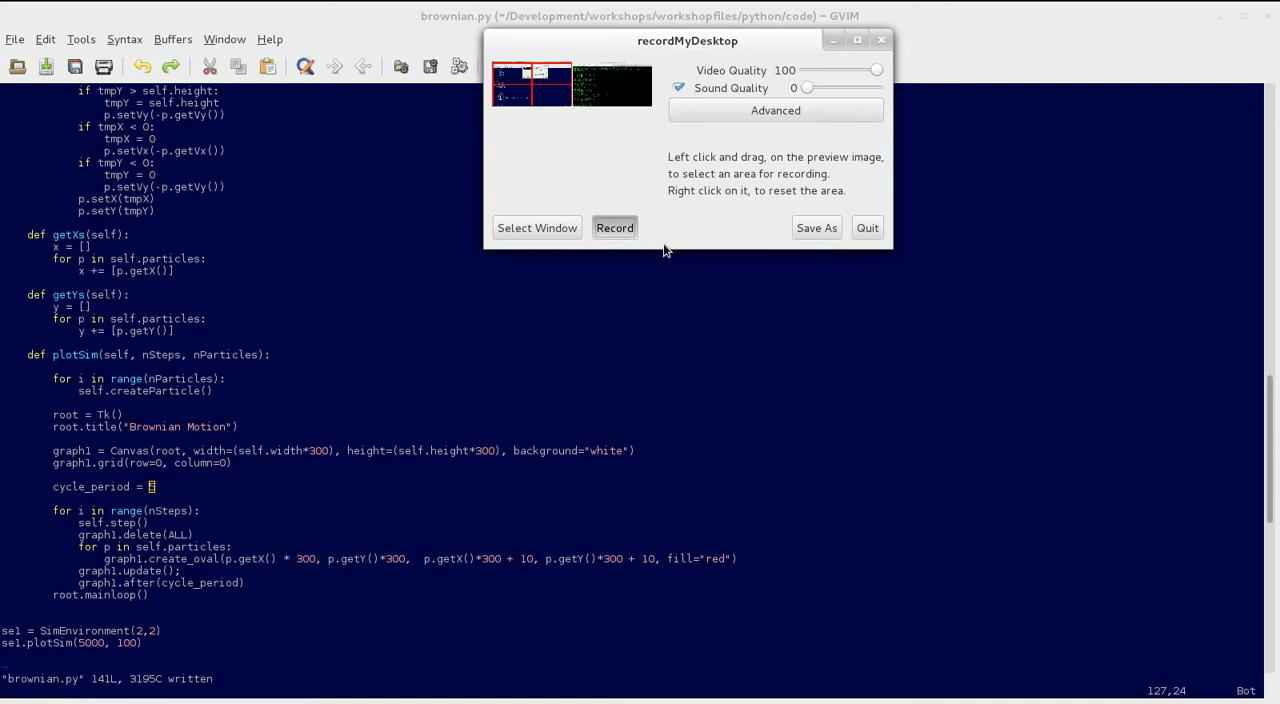 brownian.py (~/Development/workshops/workshopfiles/python/code) – GVIM
File Edit Tools Syntax Buffers Window Help
recordMyDesktop
Video Quality 100
Sound Quality 0
Advanced
Left click and drag, on the preview image,
to select an area for recording.
Right click on it, to reset the area.
Select Window Record Save As Quit
if tmpY > self.height:
tmpY = self.height
p.setVy(-p.getVy())
if tmpX < 0:
tmpX = 0
p.setVx(-p.getVx())
if tmpY < 0:
tmpY = 0
p.setVy(-p.getVy())
p.setX(tmpX)
p.setY(tmpY)
def getXs(self):
x = []
for p in self.particles:
x += [p.getX()]
def getYs(self):
y = []
for p in self.particles:
y += [p.getY()]
def plotSim(self, nSteps, nParticles):
for i in range(nParticles):
self.createParticle()
root = Tk()
root.title("Brownian Motion")
graph1 = Canvas(root, width=(self.width*300), height=(self.height*300), background="white")
graph1.grid(row=0, column=0)
cycle_period =
for i in range(nSteps):
self.step()
graph1.delete(ALL)
for p in self.particles:
graph1.create_oval(p.getX() * 300, p.getY()*300, p.getX()*300 + 10, p.getY()*300 + 10, fill="red")
graph1.update();
graph1.after(cycle_period)
root.mainloop()
se1 = SimEnvironment(2,2)
se1.plotSim(5000, 100)
~
"brownian.py" 141L, 3195C written
127,24 Bot